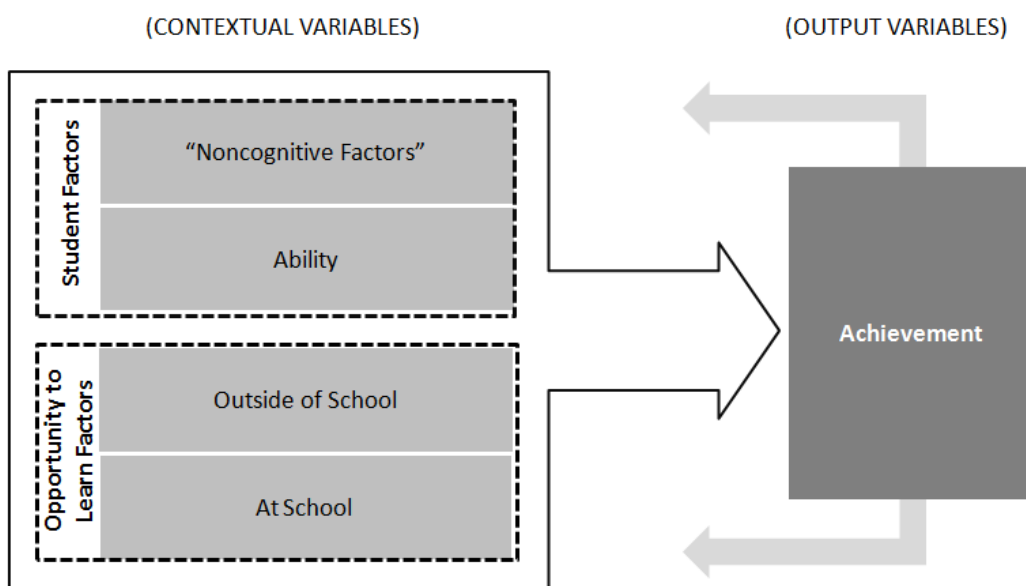 (CONTEXTUAL VARIABLES)
(OUTPUT VARIABLES)
Student Factors
“Noncognitive Factors”
Ability
Achievement
Opportunity to
Learn Factors
Outside of School
At School